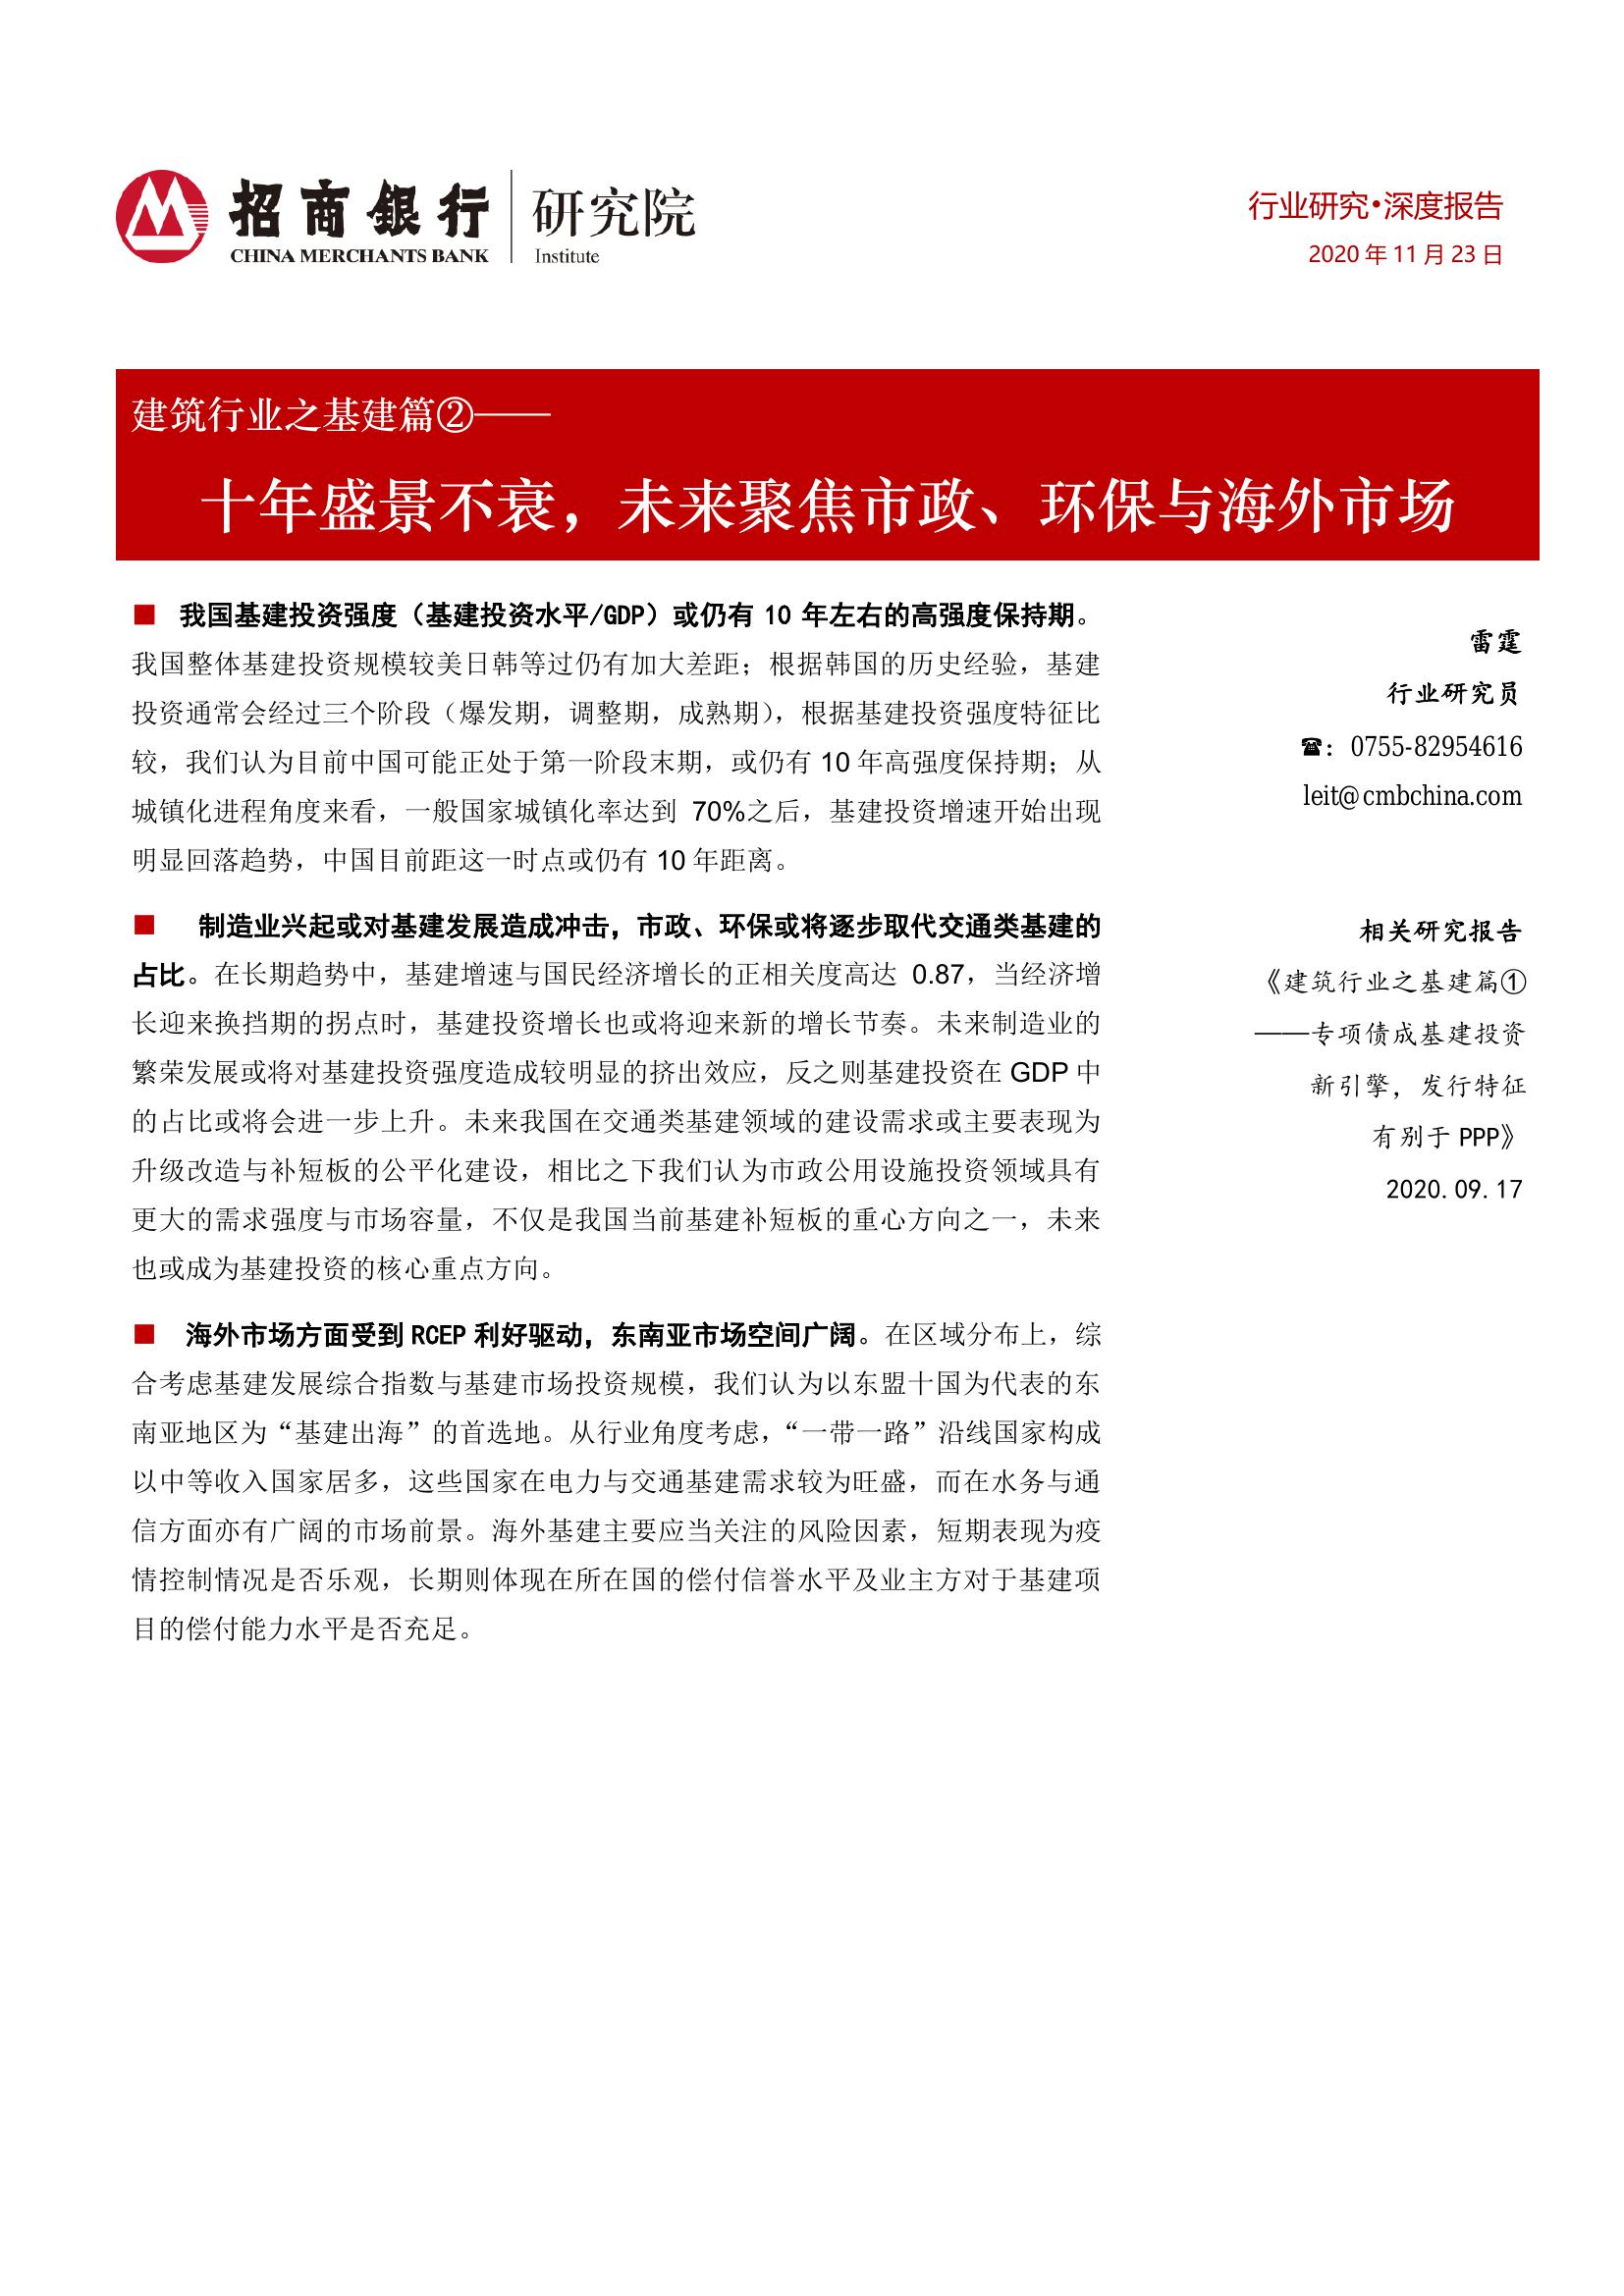 招商銀行
CHINA MERCHANTS BANK
研究院
Institute
行业研究•深度报告
2020 年 11 月 23 日
建筑行业之基建篇②——
十年盛景不衰，未来聚焦市政、环保与海外市场
■ 我国基建投资强度（基建投资水平/GDP）或仍有 10 年左右的高强度保持期。
我国整体基建投资规模较美日韩等过仍有加大差距；根据韩国的历史经验，基建
投资通常会经过三个阶段（爆发期，调整期，成熟期），根据基建投资强度特征比
较，我们认为目前中国可能正处于第一阶段末期，或仍有 10 年高强度保持期；从
城镇化进程角度来看，一般国家城镇化率达到 70%之后，基建投资增速开始出现
明显回落趋势，中国目前距这一时点或仍有 10 年距离。
■ 制造业兴起或对基建发展造成冲击，市政、环保或将逐步取代交通类基建的
占比。在长期趋势中，基建增速与国民经济增长的正相关度高达 0.87，当经济增
长迎来换挡期的拐点时，基建投资增长也或将迎来新的增长节奏。未来制造业的
繁荣发展或将对基建投资强度造成较明显的挤出效应，反之则基建投资在 GDP 中
的占比或将会进一步上升。未来我国在交通类基建领域的建设需求或主要表现为
升级改造与补短板的公平化建设，相比之下我们认为市政公用设施投资领域具有
更大的需求强度与市场容量，不仅是我国当前基建补短板的重心方向之一，未来
也或成为基建投资的核心重点方向。
■ 海外市场方面受到 RCEP 利好驱动，东南亚市场空间广阔。在区域分布上，综
合考虑基建发展综合指数与基建市场投资规模，我们认为以东盟十国为代表的东
南亚地区为“基建出海”的首选地。从行业角度考虑，“一带一路”沿线国家构成
以中等收入国家居多，这些国家在电力与交通基建需求较为旺盛，而在水务与通
信方面亦有广阔的市场前景。海外基建主要应当关注的风险因素，短期表现为疫
情控制情况是否乐观，长期则体现在所在国的偿付信誉水平及业主方对于基建项
目的偿付能力水平是否充足。
雷霆
行业研究员
☎：0755-82954616
leit@cmbchina.com
相关研究报告
《建筑行业之基建篇①
——专项债成基建投资
新引擎，发行特征
有别于 PPP》
2020.09.17